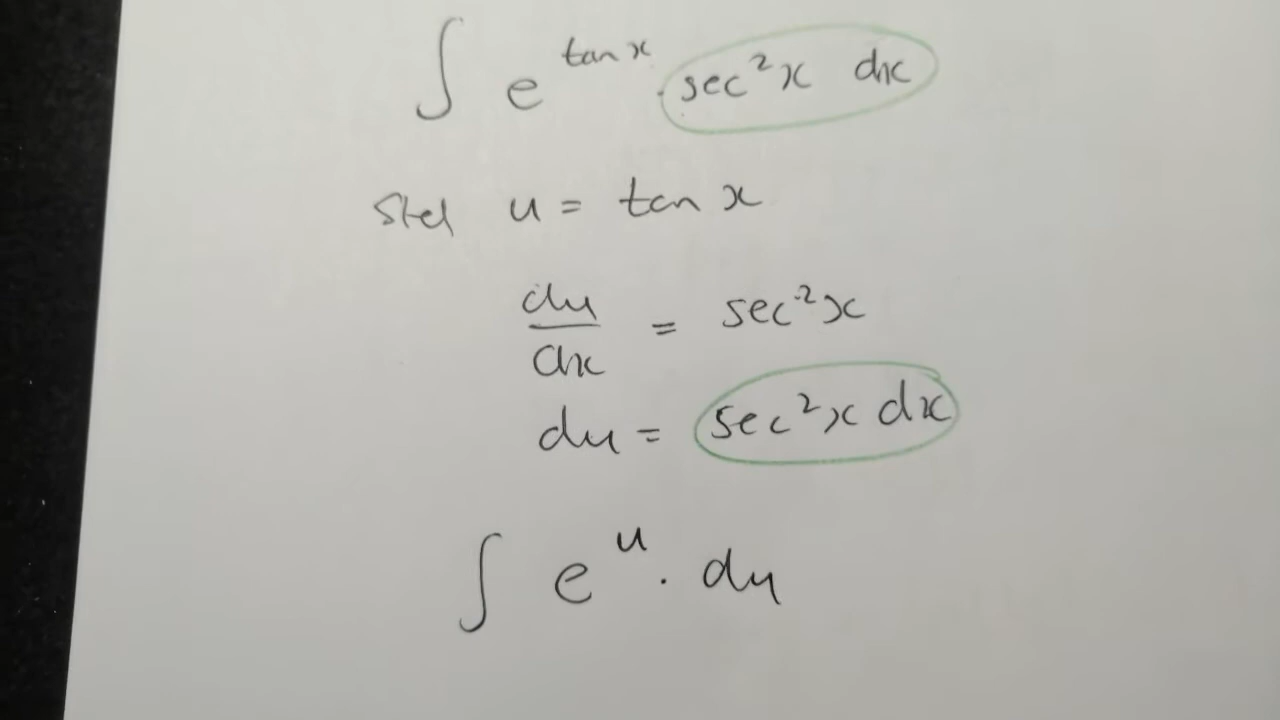 ∫ e^{tan x} . sec²x dx
Stel u = tan x
du/dx = sec²x
du = sec²x dx
∫ e^u . du